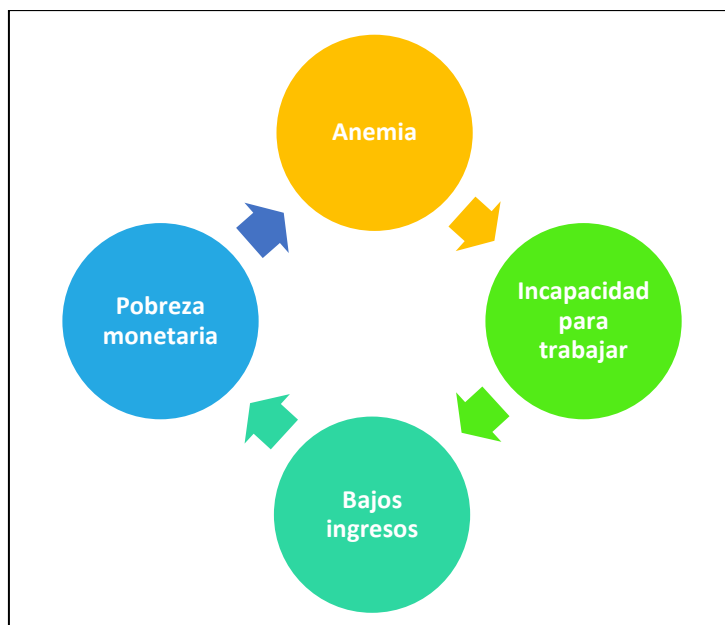 Anemia
Incapacidad
para
trabajar
Bajos
ingresos
Pobreza
monetaria